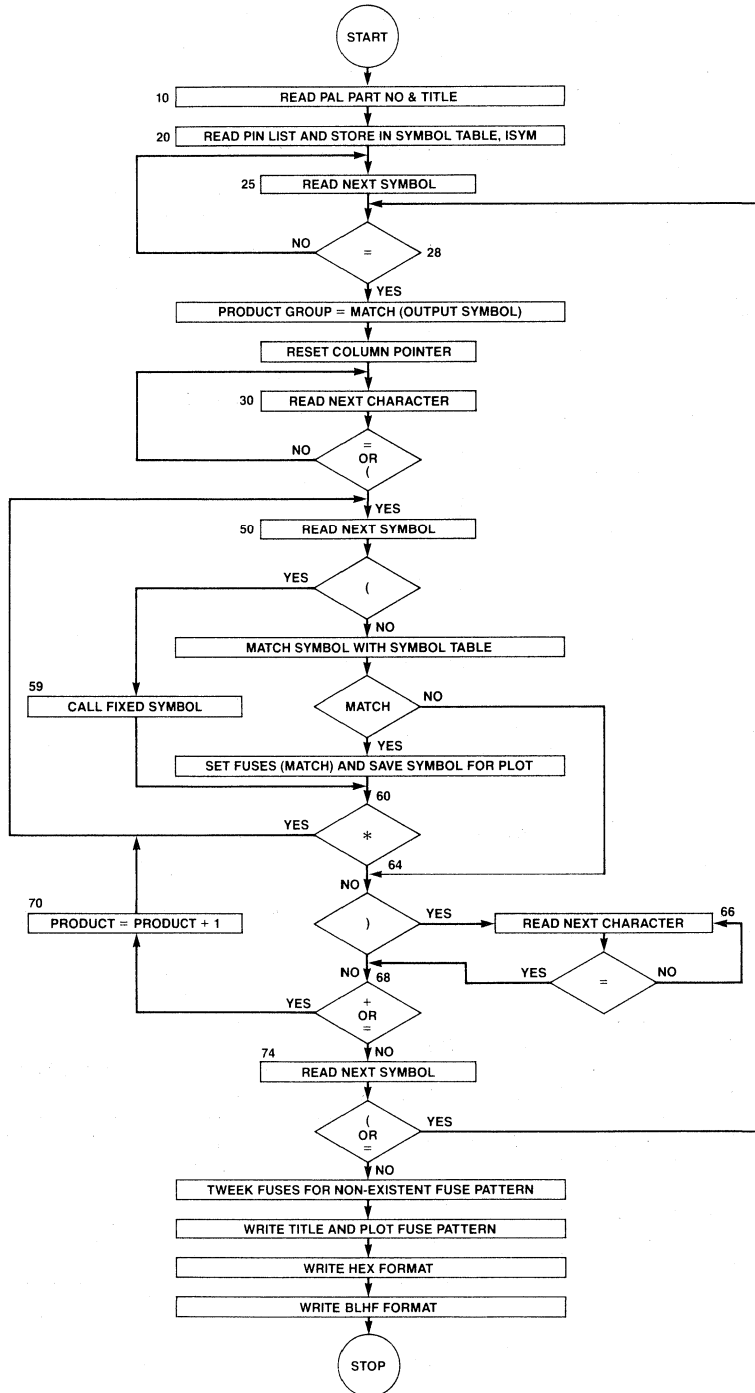 START
10 READ PAL PART NO & TITLE
20 READ PIN LIST AND STORE IN SYMBOL TABLE, ISYM
25 READ NEXT SYMBOL
NO
=
28
YES
PRODUCT GROUP = MATCH (OUTPUT SYMBOL)
RESET COLUMN POINTER
30 READ NEXT CHARACTER
NO
=
OR
(
YES
50 READ NEXT SYMBOL
YES
(
NO
MATCH SYMBOL WITH SYMBOL TABLE
59
CALL FIXED SYMBOL
MATCH
NO
YES
SET FUSES (MATCH) AND SAVE SYMBOL FOR PLOT
60
YES
*
64
NO
70
PRODUCT = PRODUCT + 1
)
YES
READ NEXT CHARACTER
66
NO
68
YES
=
NO
YES
+
OR
=
NO
74
READ NEXT SYMBOL
(
OR
=
YES
NO
TWEEK FUSES FOR NON-EXISTENT FUSE PATTERN
WRITE TITLE AND PLOT FUSE PATTERN
WRITE HEX FORMAT
WRITE BLHF FORMAT
STOP